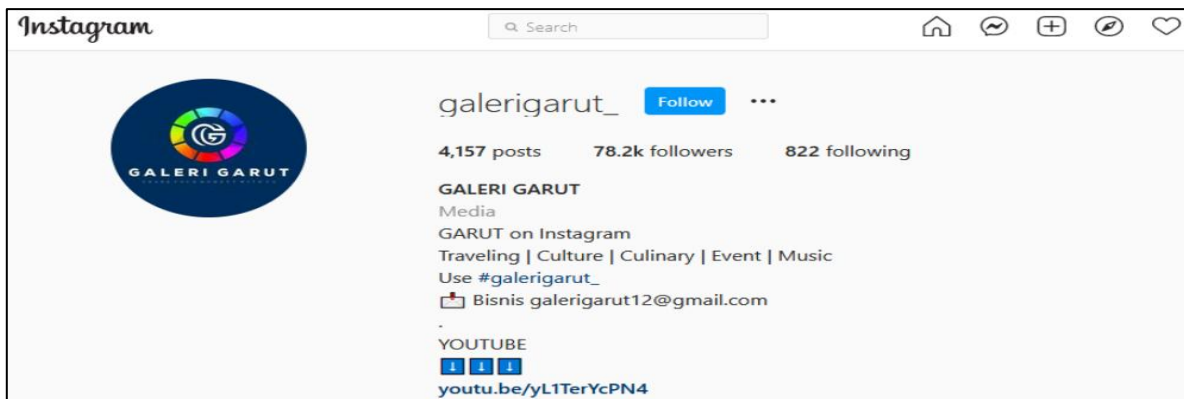 Instagram
Search
galerigarut_ Follow
4,157 posts 78.2k followers 822 following
GALERI GARUT
GALERI GARUT
Media
GARUT on Instagram
Traveling | Culture | Culinary | Event | Music
Use #galerigarut_
Bisnis galerigarut12@gmail.com
.
YOUTUBE
youtu.be/yL1TerYcPN4